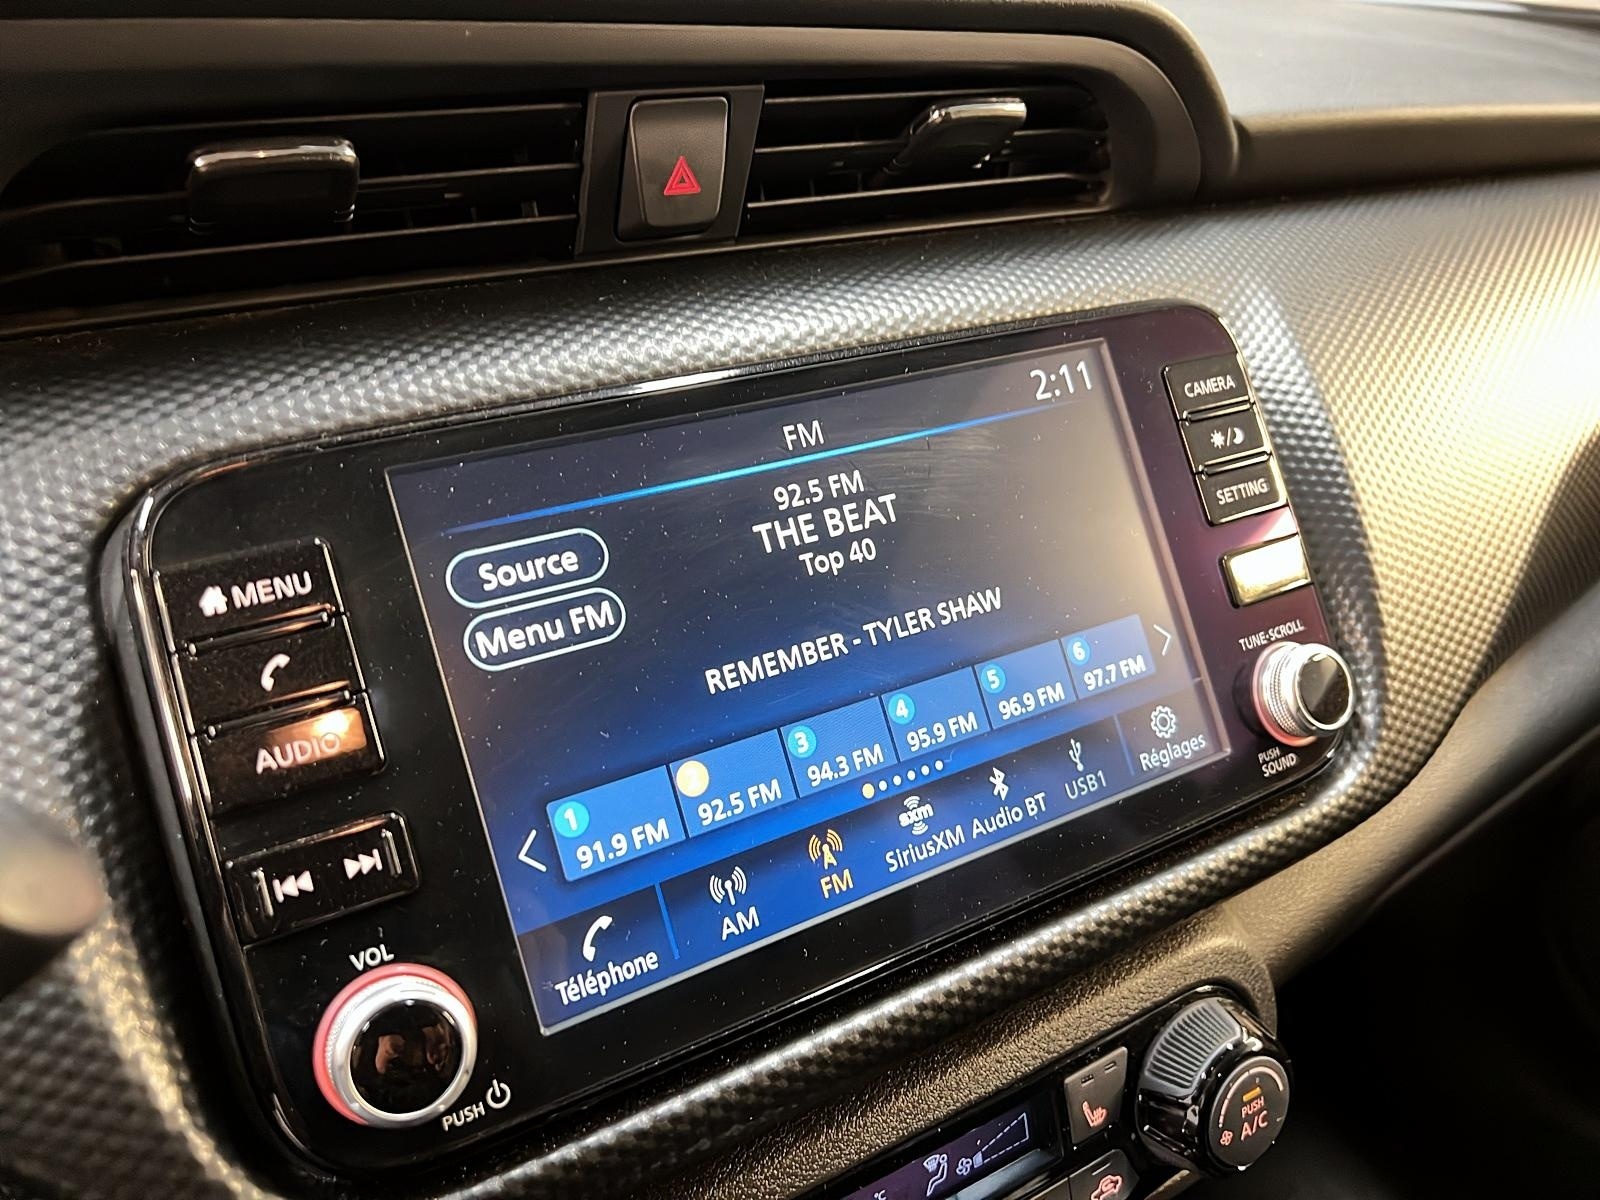 2:11
FM
92.5 FM
THE BEAT
Top 40
Source
Menu FM
REMEMBER - TYLER SHAW
1 91.9 FM
2 92.5 FM
3 94.3 FM
4 95.9 FM
5 96.9 FM
6 97.7 FM
Téléphone
AM
FM
sxm
SiriusXM
Audio BT
USB1
Réglages
MENU
AUDIO
VOL
PUSH
CAMERA
SETTING
TUNE·SCROLL
PUSH
SOUND
PUSH
A/C
°C